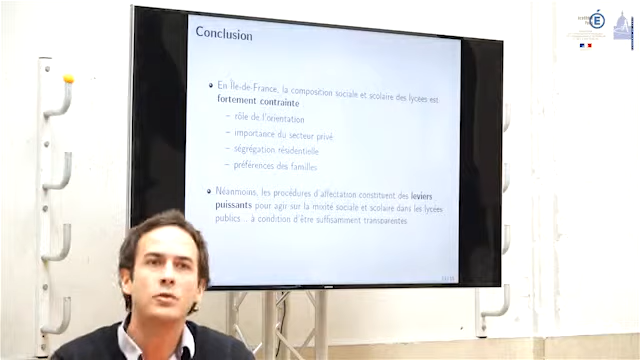 Conclusion
En Île-de-France, la composition sociale et scolaire des lycées est
fortement contrainte
– rôle de l'orientation
– importance du secteur privé
– ségrégation résidentielle
– préférences des familles
Néanmoins, les procédures d'affectation constituent des leviers
puissants pour agir sur la mixité sociale et scolaire dans les lycées
publics... à condition d'être suffisamment transparentes